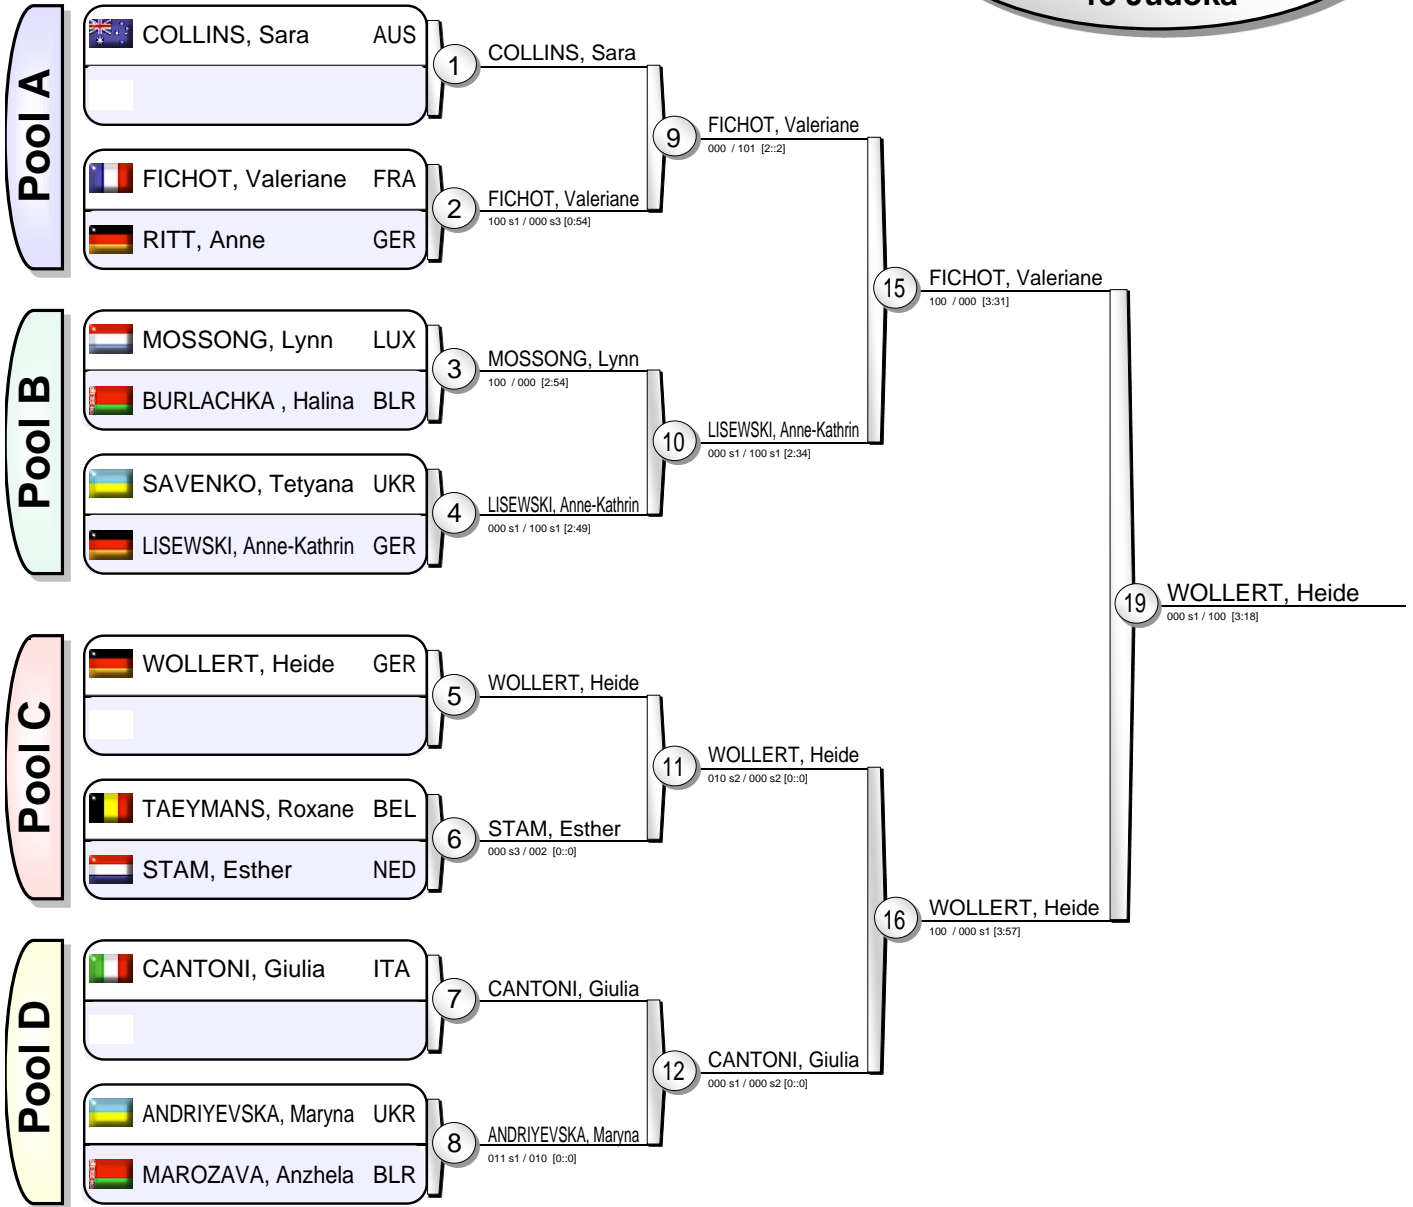 13 Judoka
Pool A
COLLINS, Sara AUS
1
COLLINS, Sara
FICHOT, Valeriane FRA
RITT, Anne GER
2
FICHOT, Valeriane
100 s1 / 000 s3 [0:54]
9
FICHOT, Valeriane
000 / 101 [2::2]
Pool B
MOSSONG, Lynn LUX
BURLACHKA , Halina BLR
3
MOSSONG, Lynn
100 / 000 [2:54]
SAVENKO, Tetyana UKR
LISEWSKI, Anne-Kathrin GER
4
LISEWSKI, Anne-Kathrin
000 s1 / 100 s1 [2:49]
10
LISEWSKI, Anne-Kathrin
000 s1 / 100 s1 [2:34]
15
FICHOT, Valeriane
100 / 000 [3:31]
Pool C
WOLLERT, Heide GER
5
WOLLERT, Heide
TAEYMANS, Roxane BEL
STAM, Esther NED
6
STAM, Esther
000 s3 / 002 [0::0]
11
WOLLERT, Heide
010 s2 / 000 s2 [0::0]
Pool D
CANTONI, Giulia ITA
7
CANTONI, Giulia
ANDRIYEVSKA, Maryna UKR
MAROZAVA, Anzhela BLR
8
ANDRIYEVSKA, Maryna
011 s1 / 010 [0::0]
12
CANTONI, Giulia
000 s1 / 000 s2 [0::0]
16
WOLLERT, Heide
100 / 000 s1 [3:57]
19
WOLLERT, Heide
000 s1 / 100 [3:18]